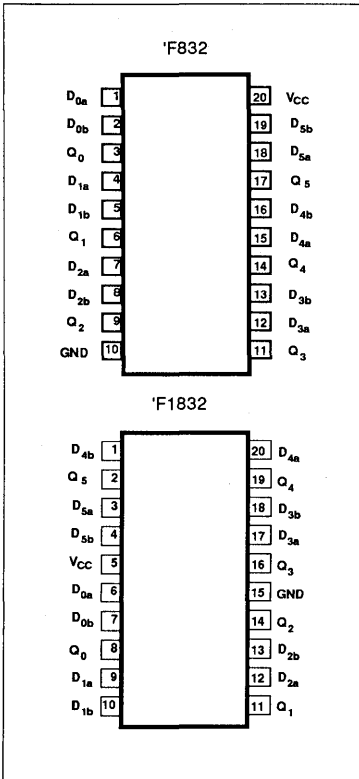 'F832
D0a 1 20 VCC
D0b 2 19 D5b
Q0 3 18 D5a
D1a 4 17 Q5
D1b 5 16 D4b
Q1 6 15 D4a
D2a 7 14 Q4
D2b 8 13 D3b
Q2 9 12 D3a
GND 10 11 Q3
'F1832
D4b 1 20 D4a
Q5 2 19 Q4
D5a 3 18 D3b
D5b 4 17 D3a
VCC 5 16 Q3
D0a 6 15 GND
D0b 7 14 Q2
Q0 8 13 D2b
D1a 9 12 D2a
D1b 10 11 Q1